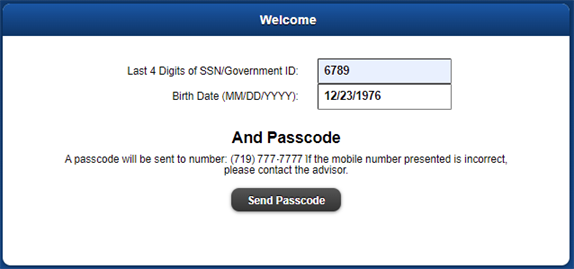 Welcome
Last 4 Digits of SSN/Government ID: 6789
Birth Date (MM/DD/YYYY): 12/23/1976
And Passcode
A passcode will be sent to number: (719) 777-7777 If the mobile number presented is incorrect,
please contact the advisor.
Send Passcode